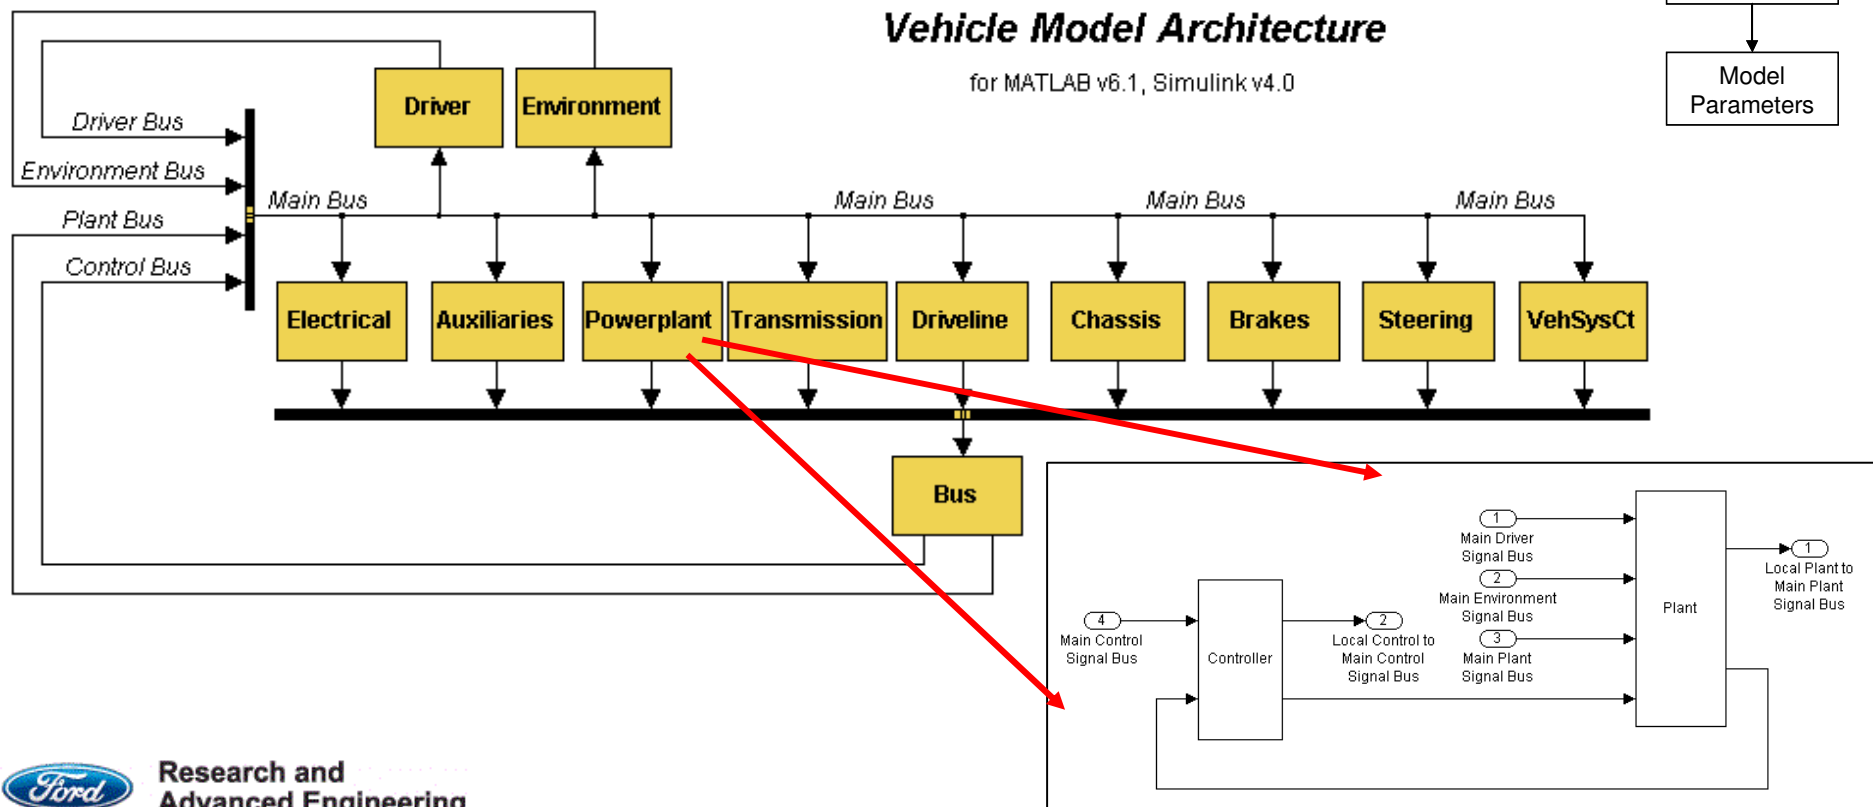 Vehicle Model Architecture
for MATLAB v6.1, Simulink v4.0
Model
Parameters
Driver
Environment
Driver Bus
Environment Bus
Plant Bus
Control Bus
Main Bus
Main Bus
Main Bus
Main Bus
Electrical
Auxiliaries
Powerplant
Transmission
Driveline
Chassis
Brakes
Steering
VehSysCt
Bus
1
Main Driver
Signal Bus
2
Main Environment
Signal Bus
3
Main Plant
Signal Bus
4
Main Control
Signal Bus
Controller
2
Local Control to
Main Control
Signal Bus
Plant
1
Local Plant to
Main Plant
Signal Bus
Ford
Research and
Advanced Engineering